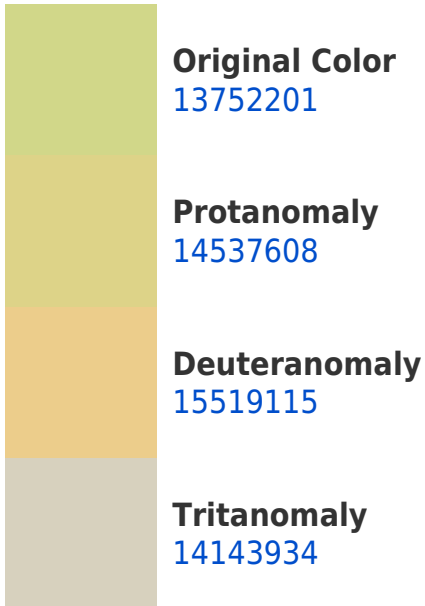 Original Color
13752201
Protanomaly
14537608
Deuteranomaly
15519115
Tritanomaly
14143934